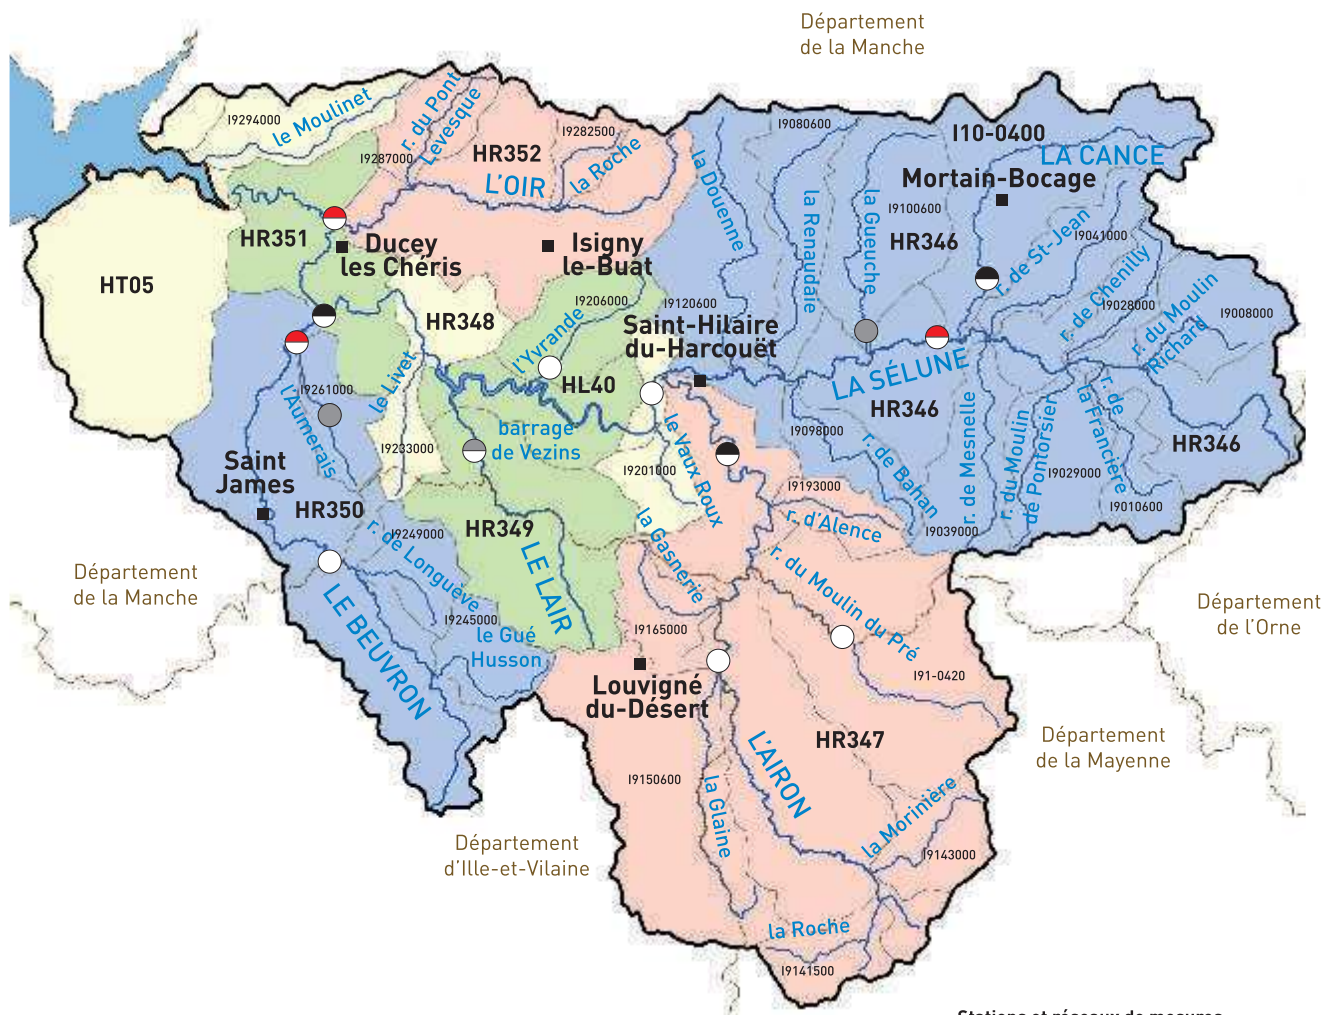 Département
de la Manche
I9294000
le Moulinet
r. du Pont
Levesque
I9287000
HR352
I9282500
la Roche
L'OIR
I9080600
I10-0400
LA CANCE
Mortain-Bocage
la Douenne
la Renaudaie
la Gueuche
I9100600
HR346
r. de St-Jean
I9041000
r. de Chenilly
I9028000
r. du Moulin
Richard
I9008000
HR351
Ducey
les Chéris
Isigny
le-Buat
HT05
HR348
I9206000
I9120600
l'Yvrande
Saint-Hilaire
du-Harcouët
HL40
LA SÉLUNE
HR346
le Livet
I9261000
l'Aumerais
I9233000
barrage
de Vezins
I9201000
le Vaux Roux
I9098000
r. de Bahan
r. de Mesnelle
r. du Moulin
de Pontorsier
I9029000
r. de
la Francière
I9010600
HR346
Saint
James
HR350
I9249000
r. de Longuève
HR349
LE LAIR
la Gasnerie
I9193000
r. d'Alence
I9039000
r. du Moulin du Pré
Département
de la Manche
LE BEUVRON
I9245000
le Gué
Husson
I9165000
Louvigné
du-Désert
I91-0420
Département
de l'Orne
Département
de la Mayenne
HR347
L'AIRON
I9150600
la Glaine
la Morinière
I9143000
Département
d'Ille-et-Vilaine
la Roche
I9141500
Stations et réseaux de mesures